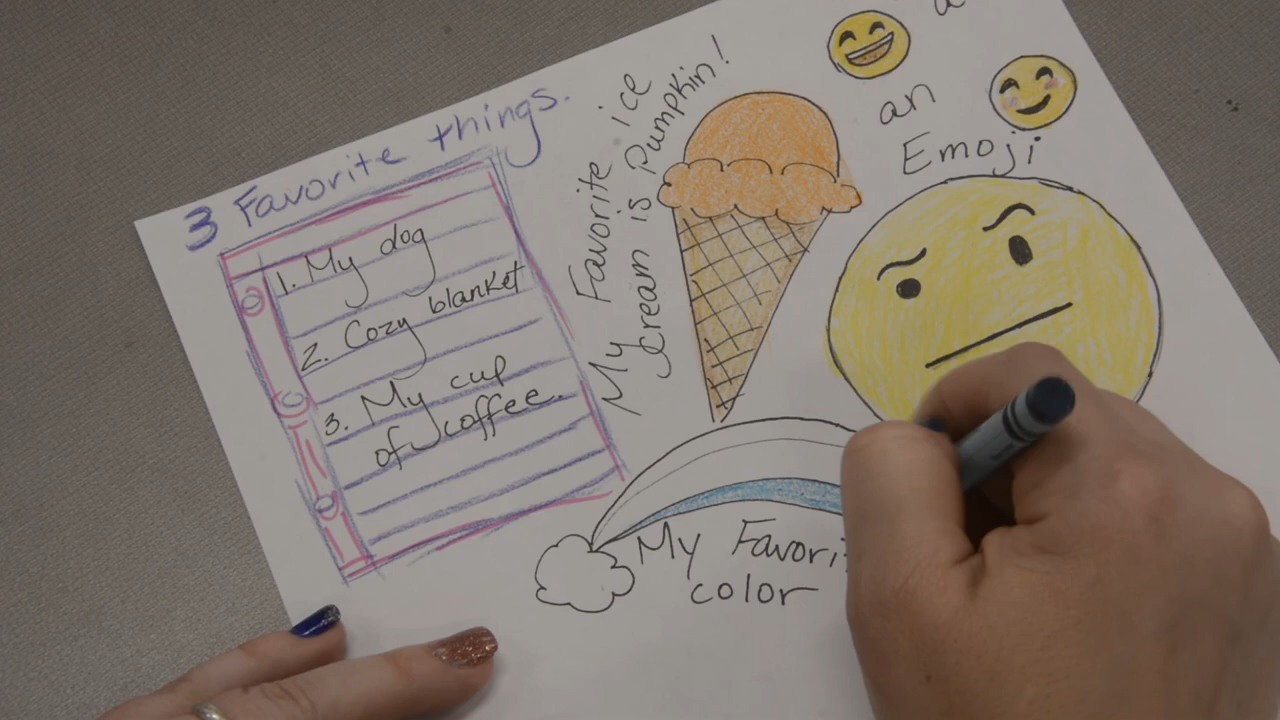 3 Favorite things.
1. My dog
2. Cozy blanket
3. My cup
of coffee.
My Favorite ice
cream is Pumpkin!
a
an
Emoji
My Favori
color